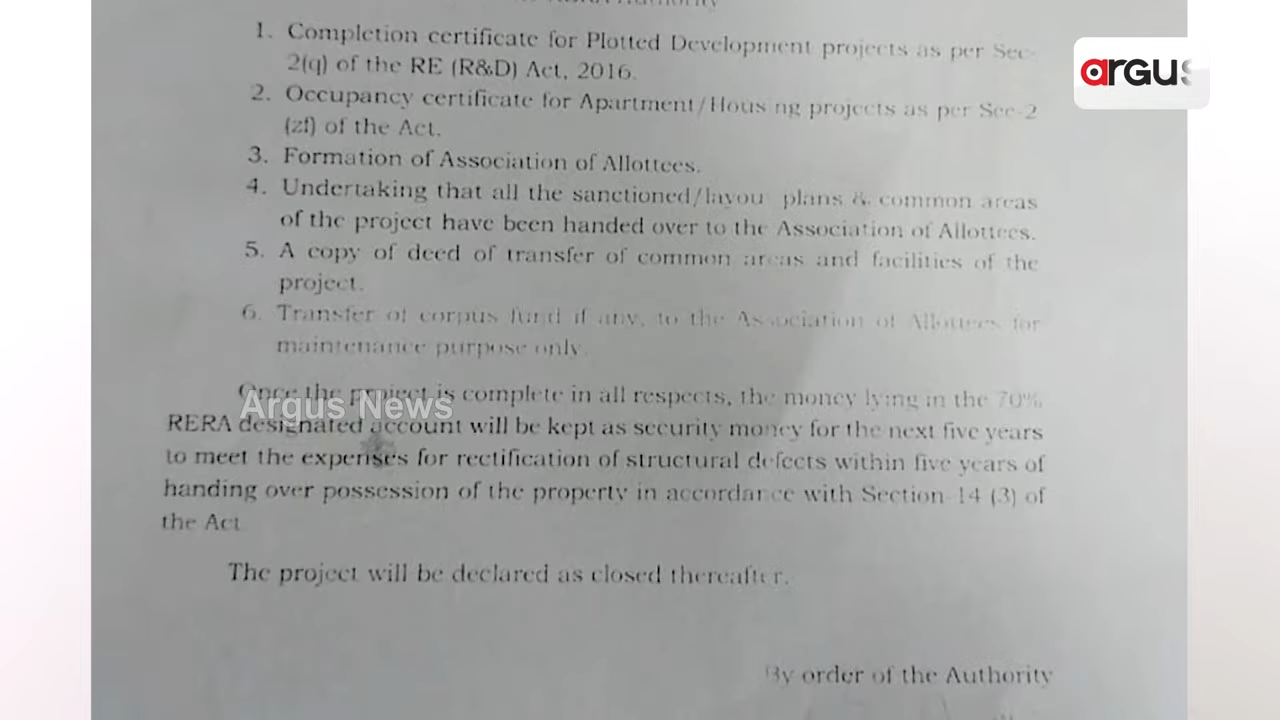 RERA Authority
1. Completion certificate for Plotted Development projects as per Sec-
2(q) of the RE (R&D) Act, 2016.
2. Occupancy certificate for Apartment/Housing projects as per Sec-2
(zf) of the Act.
3. Formation of Association of Allottees.
4. Undertaking that all the sanctioned/layou plans & common areas
of the project have been handed over to the Association of Allottees.
5. A copy of deed of transfer of common areas and facilities of the
project.
6. Transfer of corpus fund if any, to the Association of Allottees for
maintenance purpose only.
Once the project is complete in all respects, the money lying in the 70%
RERA designated account will be kept as security money for the next five years
to meet the expenses for rectification of structural defects within five years of
handing over possession of the property in accordance with Section-14 (3) of
the Act
The project will be declared as closed thereafter.
By order of the Authority
argus
Argus News